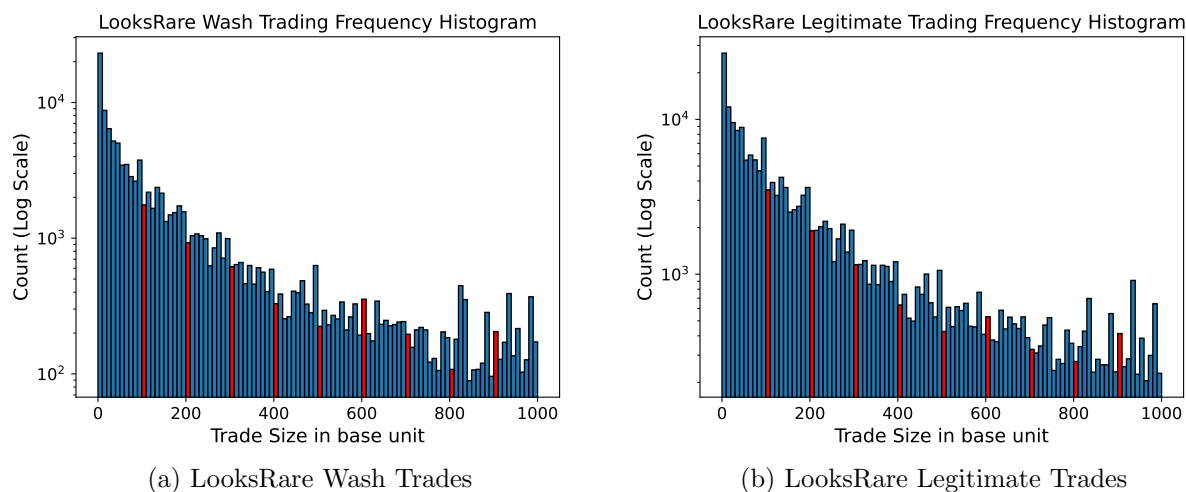 LooksRare Wash Trading Frequency Histogram
Count (Log Scale)
10^4
10^3
10^2
0 200 400 600 800 1000
Trade Size in base unit
(a) LooksRare Wash Trades
LooksRare Legitimate Trading Frequency Histogram
Count (Log Scale)
10^4
10^3
0 200 400 600 800 1000
Trade Size in base unit
(b) LooksRare Legitimate Trades